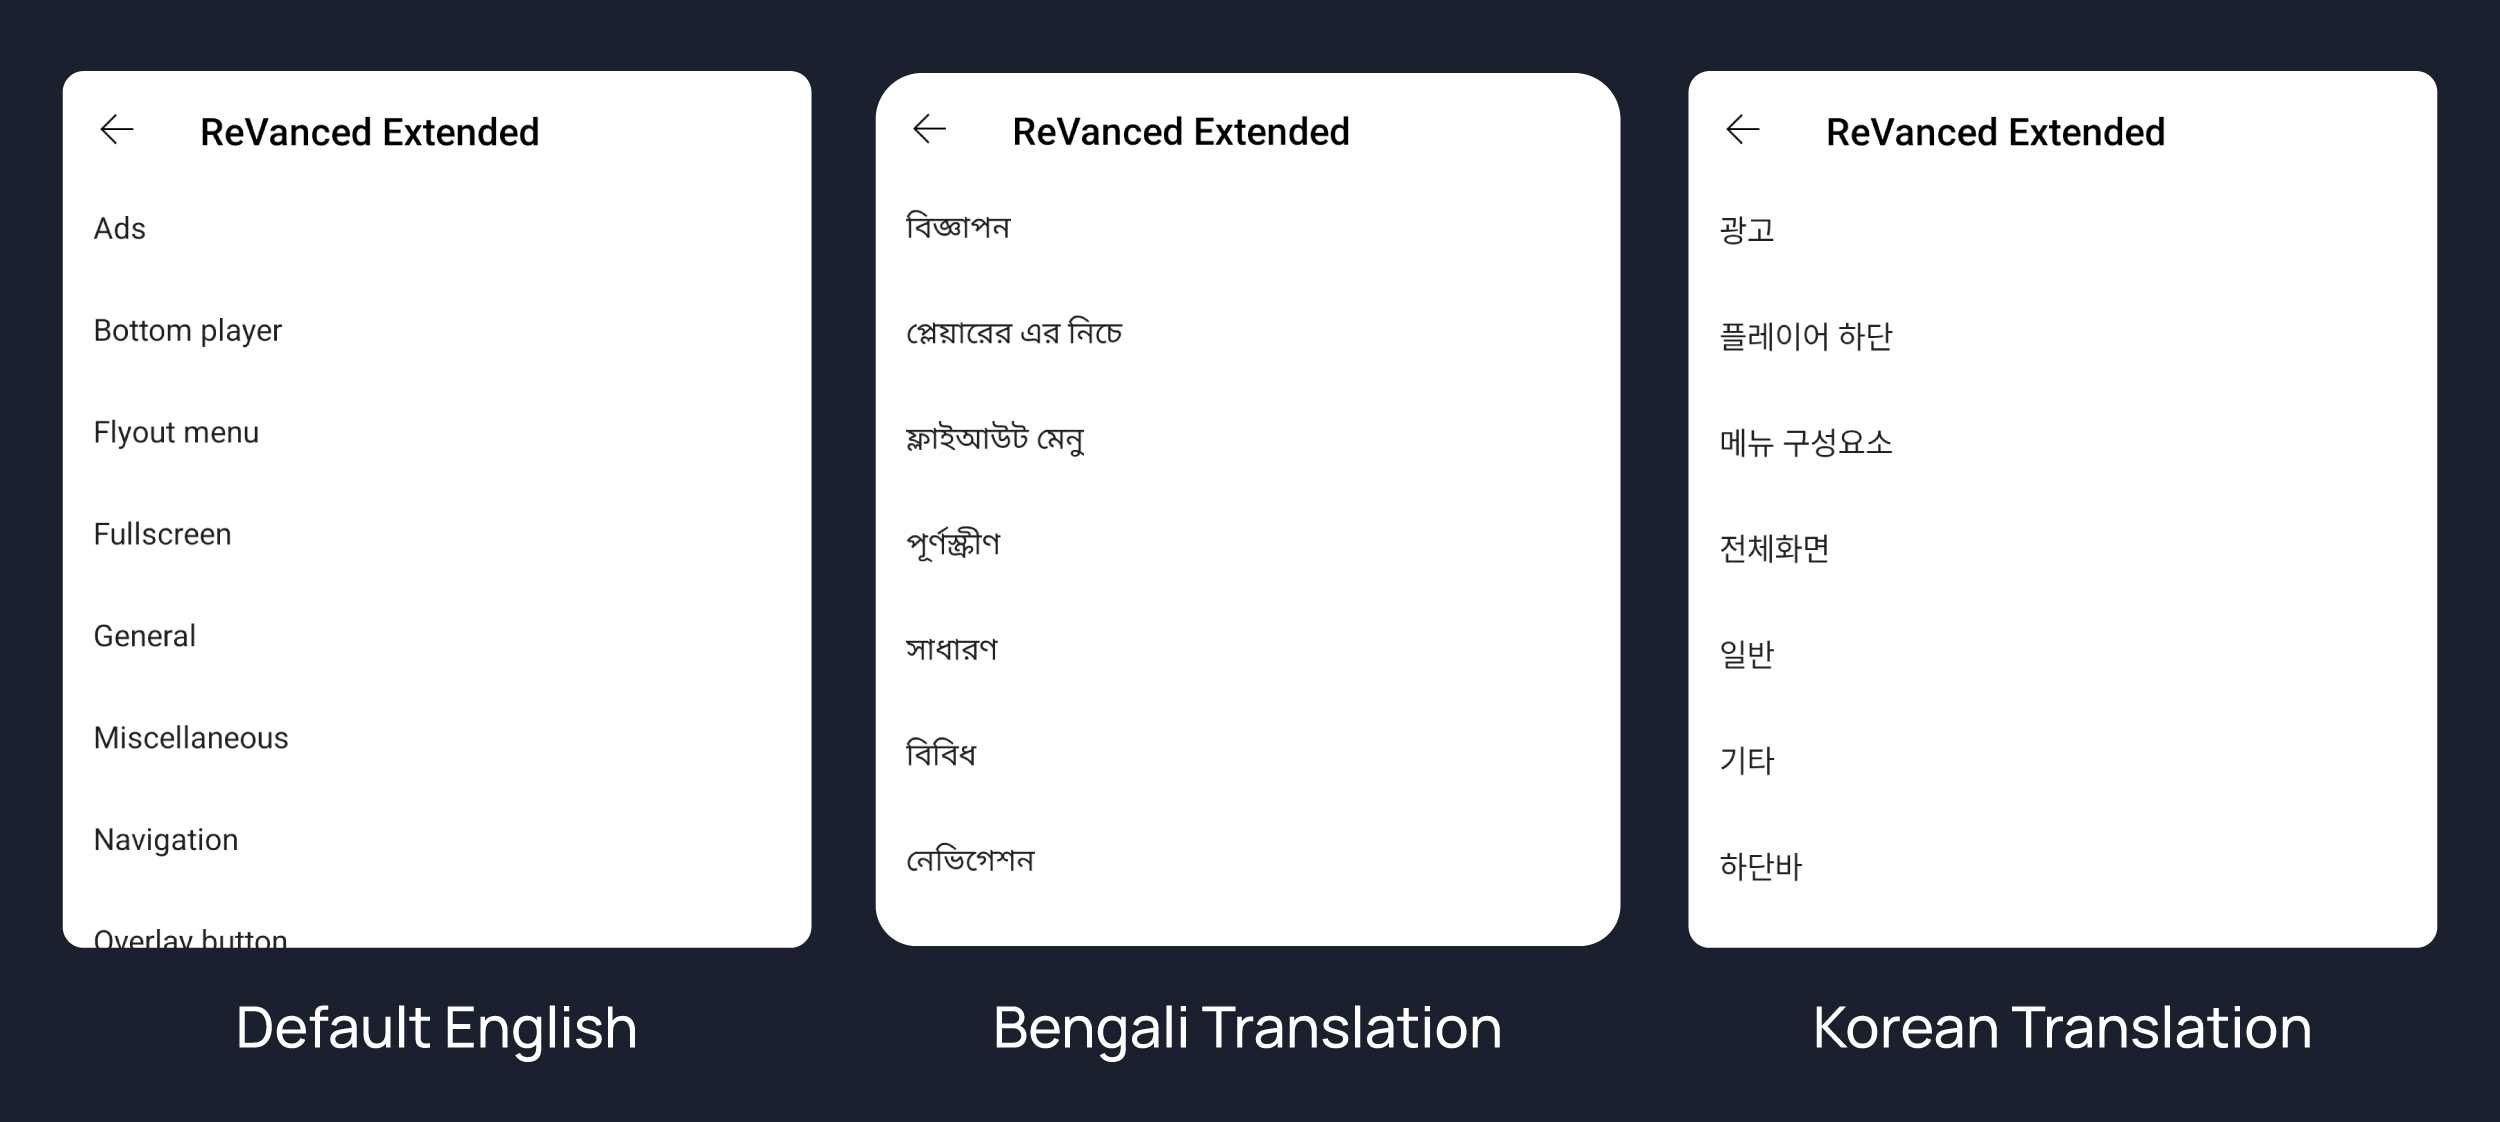 ReVanced Extended
Ads
Bottom player
Flyout menu
Fullscreen
General
Miscellaneous
Navigation
Overlay button
Default English
ReVanced Extended
বিজ্ঞাপন
প্লেয়ারের এর নিচে
ফ্লাইআউট মেনু
পূর্ণস্ক্রীণ
সাধারণ
বিবিধ
নেভিগেশন
Bengali Translation
ReVanced Extended
광고
플레이어 하단
메뉴 구성요소
전체화면
일반
기타
하단바
Korean Translation